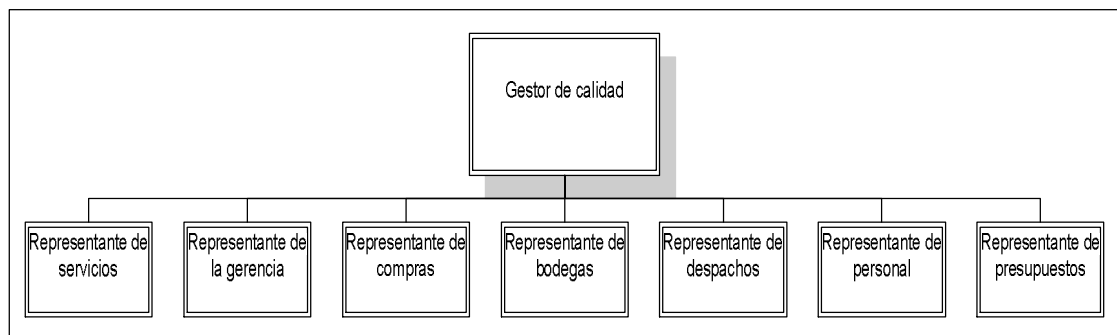 Gestor de calidad
Representante de
servicios
Representante de
la gerencia
Representante de
compras
Representante de
bodegas
Representante de
despachos
Representante de
personal
Representante de
presupuestos